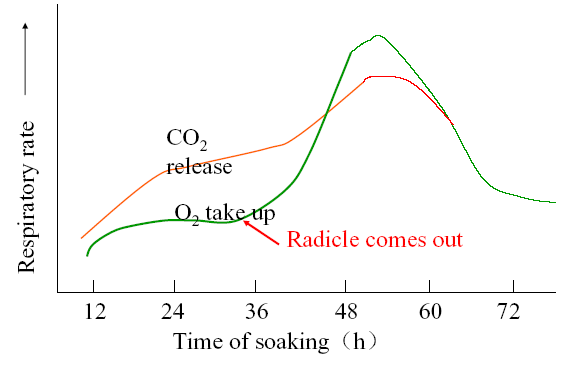 Respiratory rate
CO2
release
O2 take up
Radicle comes out
12 24 36 48 60 72
Time of soaking（h）